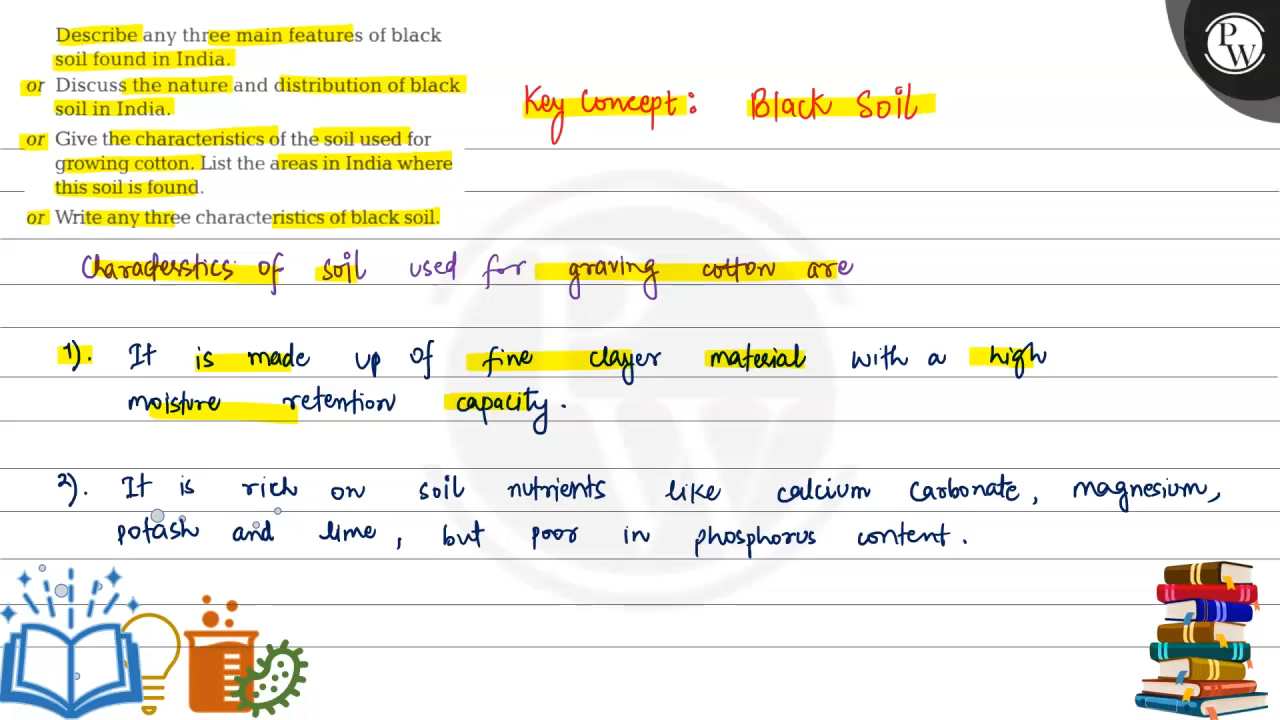 Describe any three main features of black
soil found in India.
or Discuss the nature and distribution of black
soil in India.
or Give the characteristics of the soil used for
growing cotton. List the areas in India where
this soil is found.
or Write any three characteristics of black soil.
PW
Key Concept: Black Soil
Characterstics of soil used for graving cotton are
1). It is made up of fine clayer material with a high
moisture retention capacity.
2). It is rich on soil nutrients like calcium carbonate, magnesium,
potash and lime, but poor in phosphorus content.
PW